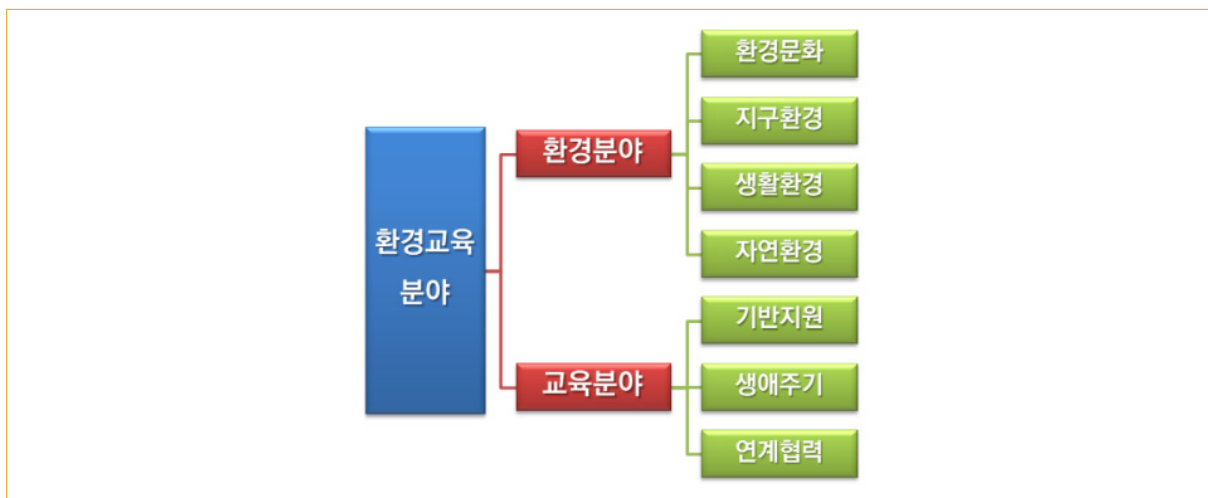 환경교육
분야
환경분야
환경문화
지구환경
생활환경
자연환경
교육분야
기반지원
생애주기
연계협력